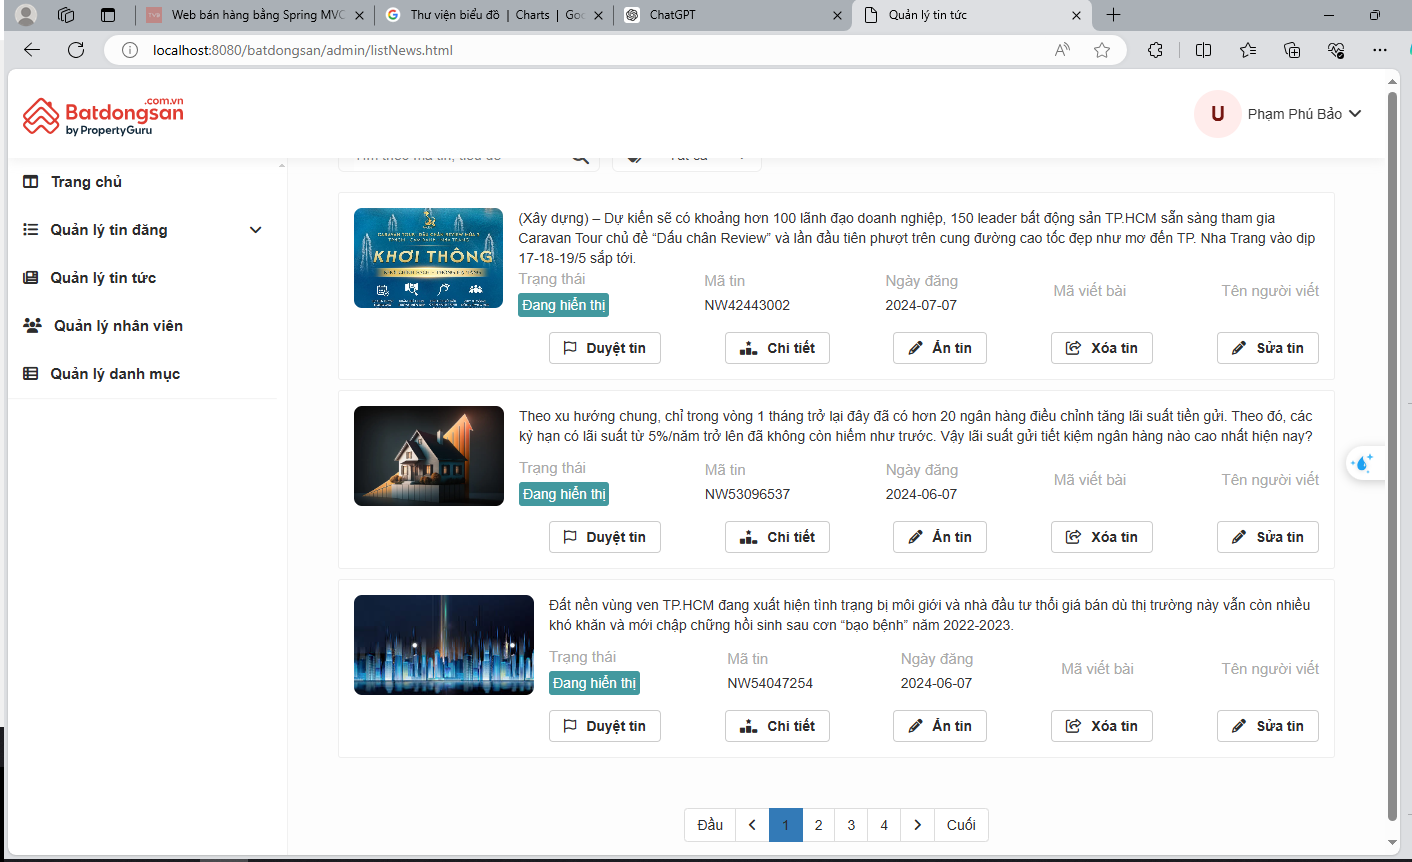 Web bán hàng bằng Spring MVC
Thư viện biểu đồ | Charts | Goo
ChatGPT
Quản lý tin tức
localhost:8080/batdongsan/admin/listNews.html
.com.vn
Batdongsan
by PropertyGuru
U
Phạm Phú Bảo
Trang chủ
Quản lý tin đăng
Quản lý tin tức
Quản lý nhân viên
Quản lý danh mục
Tìm theo mã tin, tiêu đề
Tất cả
KHƠI THÔNG
(Xây dựng) – Dự kiến sẽ có khoảng hơn 100 lãnh đạo doanh nghiệp, 150 leader bất động sản TP.HCM sẵn sàng tham gia
Caravan Tour chủ đề “Dấu chân Review” và lần đầu tiên phượt trên cung đường cao tốc đẹp như mơ đến TP. Nha Trang vào dịp
17-18-19/5 sắp tới.
Trạng thái Mã tin Ngày đăng Mã viết bài Tên người viết
Đang hiển thị NW42443002 2024-07-07
Duyệt tin Chi tiết Ẩn tin Xóa tin Sửa tin
Theo xu hướng chung, chỉ trong vòng 1 tháng trở lại đây đã có hơn 20 ngân hàng điều chỉnh tăng lãi suất tiền gửi. Theo đó, các
kỳ hạn có lãi suất từ 5%/năm trở lên đã không còn hiếm như trước. Vậy lãi suất gửi tiết kiệm ngân hàng nào cao nhất hiện nay?
Trạng thái Mã tin Ngày đăng Mã viết bài Tên người viết
Đang hiển thị NW53096537 2024-06-07
Duyệt tin Chi tiết Ẩn tin Xóa tin Sửa tin
Đất nền vùng ven TP.HCM đang xuất hiện tình trạng bị môi giới và nhà đầu tư thổi giá bán dù thị trường này vẫn còn nhiều
khó khăn và mới chập chững hồi sinh sau cơn “bạo bệnh” năm 2022-2023.
Trạng thái Mã tin Ngày đăng Mã viết bài Tên người viết
Đang hiển thị NW54047254 2024-06-07
Duyệt tin Chi tiết Ẩn tin Xóa tin Sửa tin
Đầu 1 2 3 4 Cuối